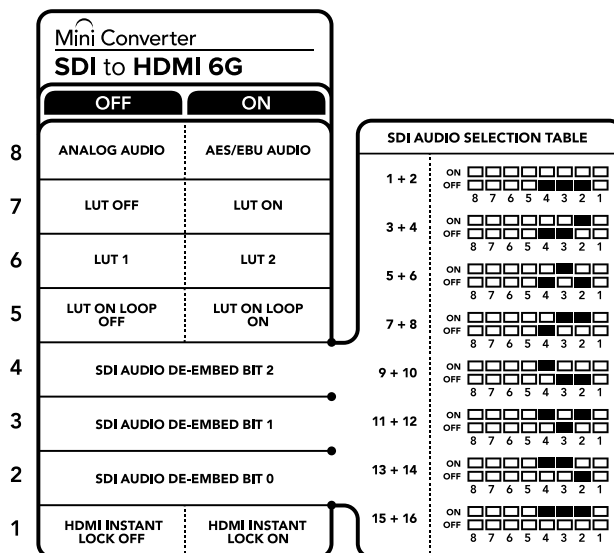 Mini Converter
SDI to HDMI 6G
OFF ON
8 ANALOG AUDIO AES/EBU AUDIO
7 LUT OFF LUT ON
6 LUT 1 LUT 2
5 LUT ON LOOP OFF LUT ON LOOP ON
4 SDI AUDIO DE-EMBED BIT 2
3 SDI AUDIO DE-EMBED BIT 1
2 SDI AUDIO DE-EMBED BIT 0
1 HDMI INSTANT LOCK OFF HDMI INSTANT LOCK ON
SDI AUDIO SELECTION TABLE
1 + 2 ON
OFF
8 7 6 5 4 3 2 1
3 + 4 ON
OFF
8 7 6 5 4 3 2 1
5 + 6 ON
OFF
8 7 6 5 4 3 2 1
7 + 8 ON
OFF
8 7 6 5 4 3 2 1
9 + 10 ON
OFF
8 7 6 5 4 3 2 1
11 + 12 ON
OFF
8 7 6 5 4 3 2 1
13 + 14 ON
OFF
8 7 6 5 4 3 2 1
15 + 16 ON
OFF
8 7 6 5 4 3 2 1